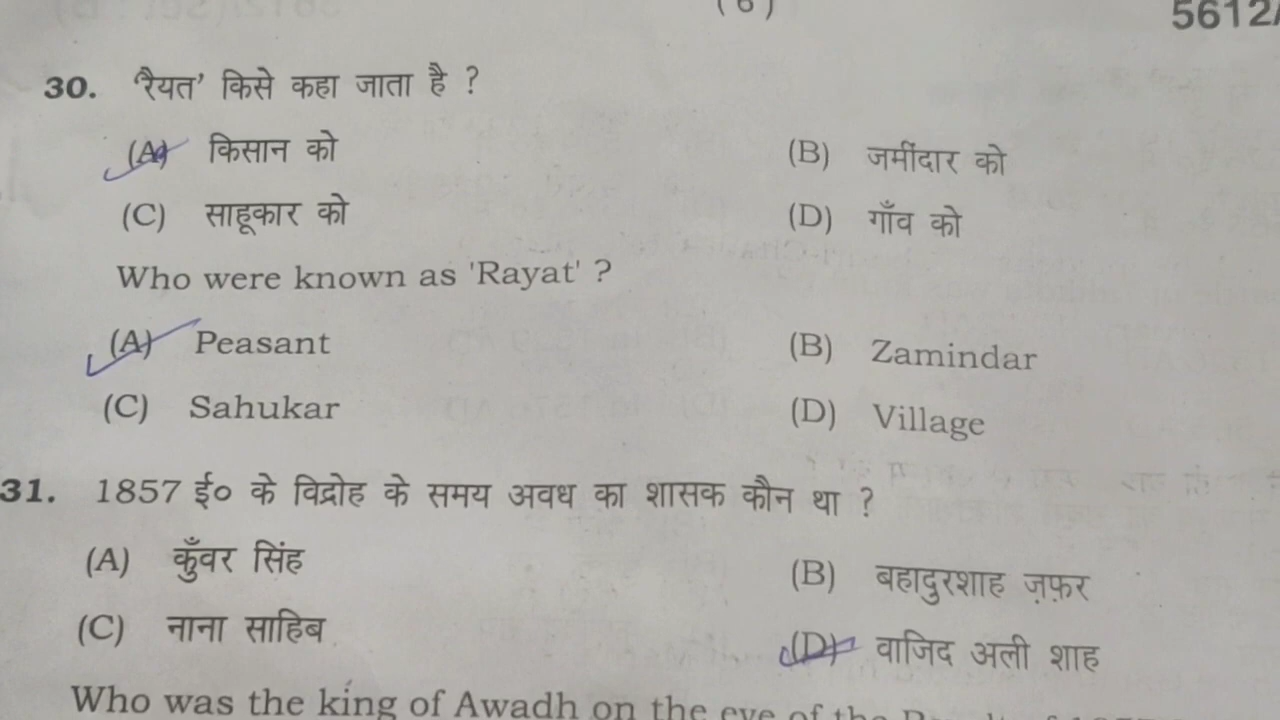 5612/
30. 'रैयत' किसे कहा जाता है ?
(A) किसान को (B) जमींदार को
(C) साहूकार को (D) गाँव को
Who were known as 'Rayat' ?
(A) Peasant (B) Zamindar
(C) Sahukar (D) Village
31. 1857 ई० के विद्रोह के समय अवध का शासक कौन था ?
(A) कुँवर सिंह (B) बहादुरशाह ज़फ़र
(C) नाना साहिब (D) वाजिद अली शाह
Who was the king of Awadh on the eve of the